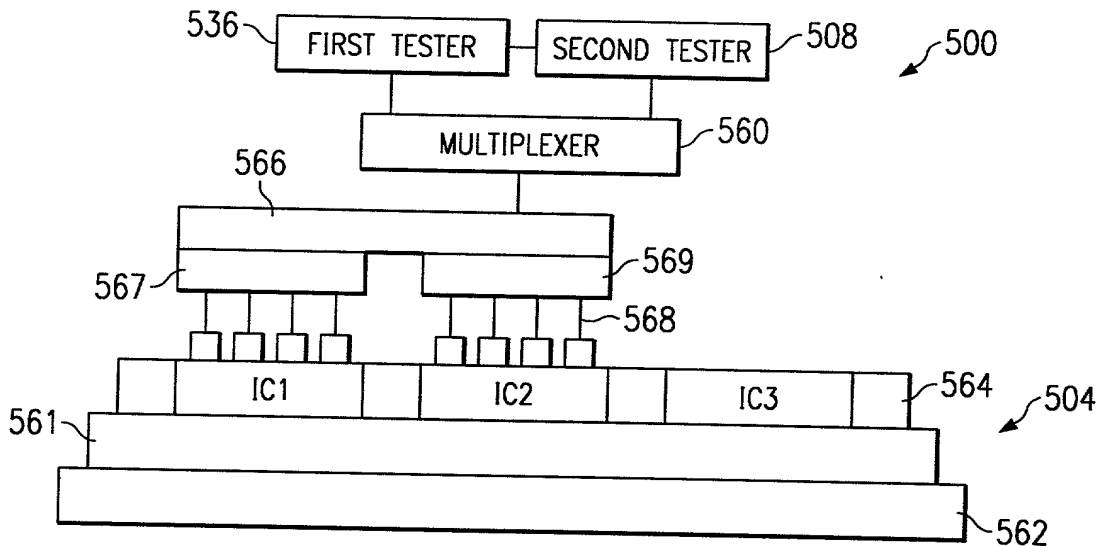 536
FIRST TESTER
SECOND TESTER
508
500
MULTIPLEXER
560
566
567
569
568
IC1
IC2
IC3
564
561
504
562